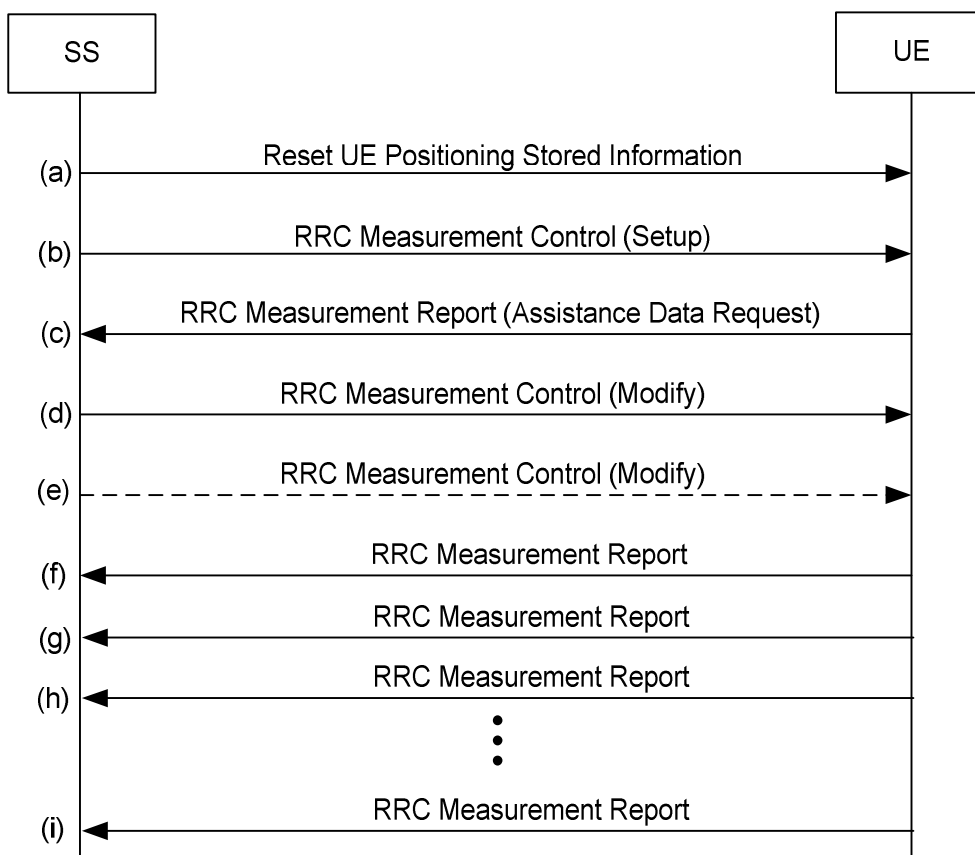 SS
UE
(a) Reset UE Positioning Stored Information
(b) RRC Measurement Control (Setup)
(c) RRC Measurement Report (Assistance Data Request)
(d) RRC Measurement Control (Modify)
(e) RRC Measurement Control (Modify)
(f) RRC Measurement Report
(g) RRC Measurement Report
(h) RRC Measurement Report
(i) RRC Measurement Report